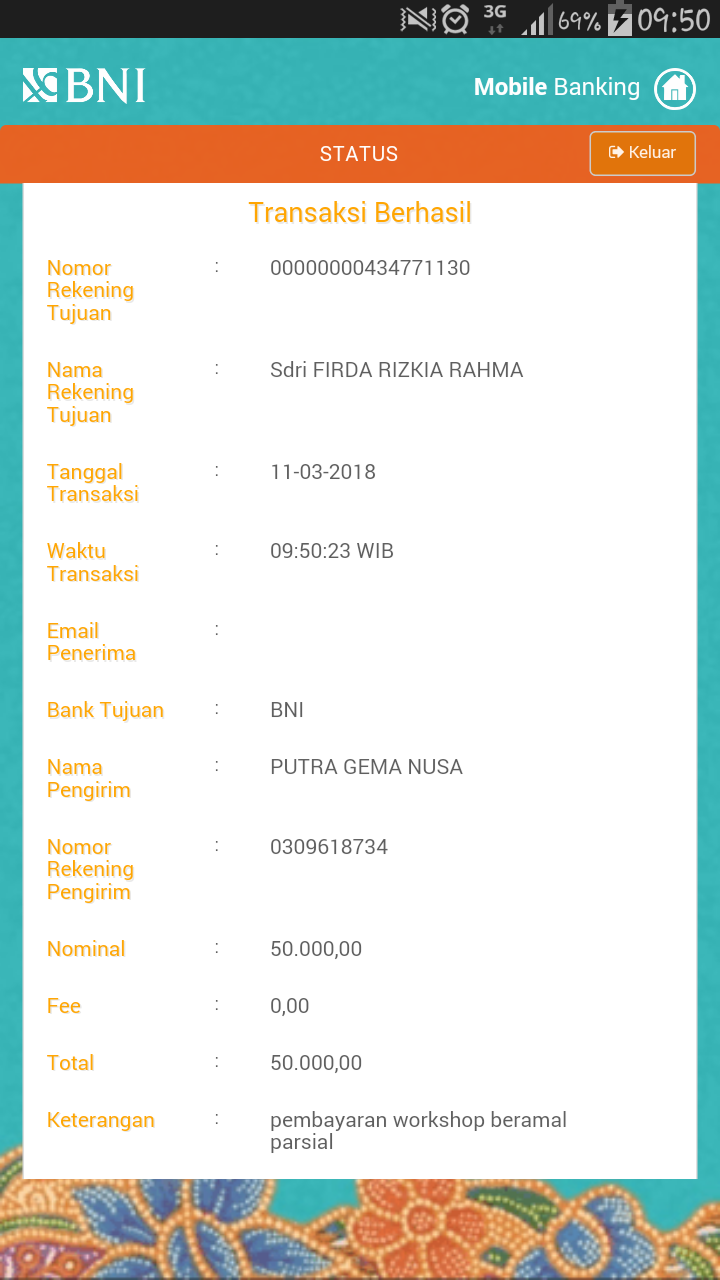 3G 69% 09:50
BNI
Mobile Banking
STATUS
Keluar
Transaksi Berhasil
Nomor : 00000000434771130
Rekening
Tujuan
Nama : Sdri FIRDA RIZKIA RAHMA
Rekening
Tujuan
Tanggal : 11-03-2018
Transaksi
Waktu : 09:50:23 WIB
Transaksi
Email :
Penerima
Bank Tujuan : BNI
Nama : PUTRA GEMA NUSA
Pengirim
Nomor : 0309618734
Rekening
Pengirim
Nominal : 50.000,00
Fee : 0,00
Total : 50.000,00
Keterangan : pembayaran workshop beramal
parsial